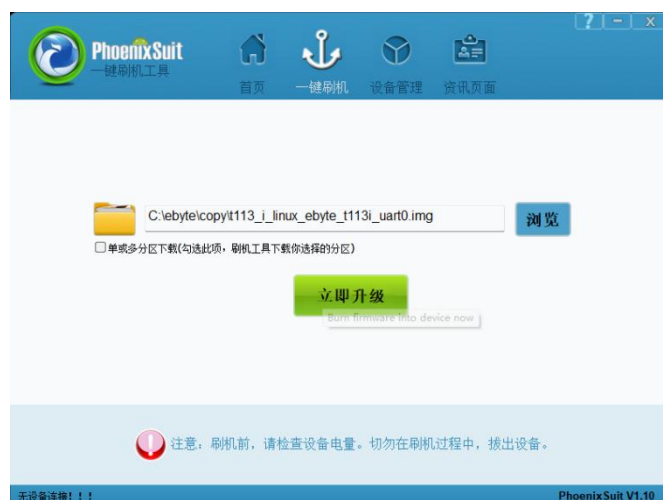 ? - x
PhoenixSuit
一键刷机工具
首页 一键刷机 设备管理 资讯页面
C:\ebyte\copy\t113_i_linux_ebyte_t113i_uart0.img 浏览
单或多分区下载(勾选此项，刷机工具下载你选择的分区)
立即升级
Burn firmware into device now
注意：刷机前，请检查设备电量。切勿在刷机过程中，拔出设备。
无设备连接！！！ PhoenixSuit V1.10